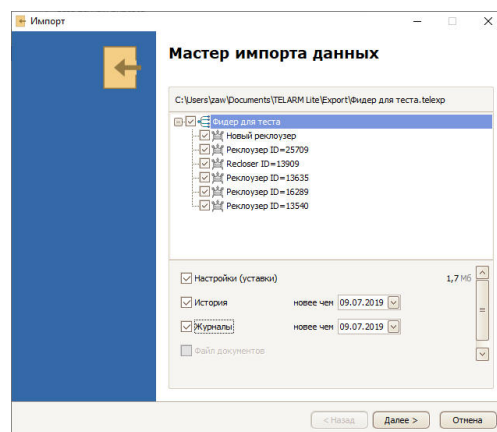 Импорт
Мастер импорта данных
C:\Users\zaw\Documents\TELARM Lite\Export\Фидер для теста.telexp
Фидер для теста
Новый реклоузер
Реклоузер ID=25709
Recloser ID=13909
Реклоузер ID=13635
Реклоузер ID=16289
Реклоузер ID=13540
Настройки (уставки) 1,7 Мб
История новее чем 09.07.2019
Журналы новее чем 09.07.2019
Файл документов
< Назад Далее > Отмена